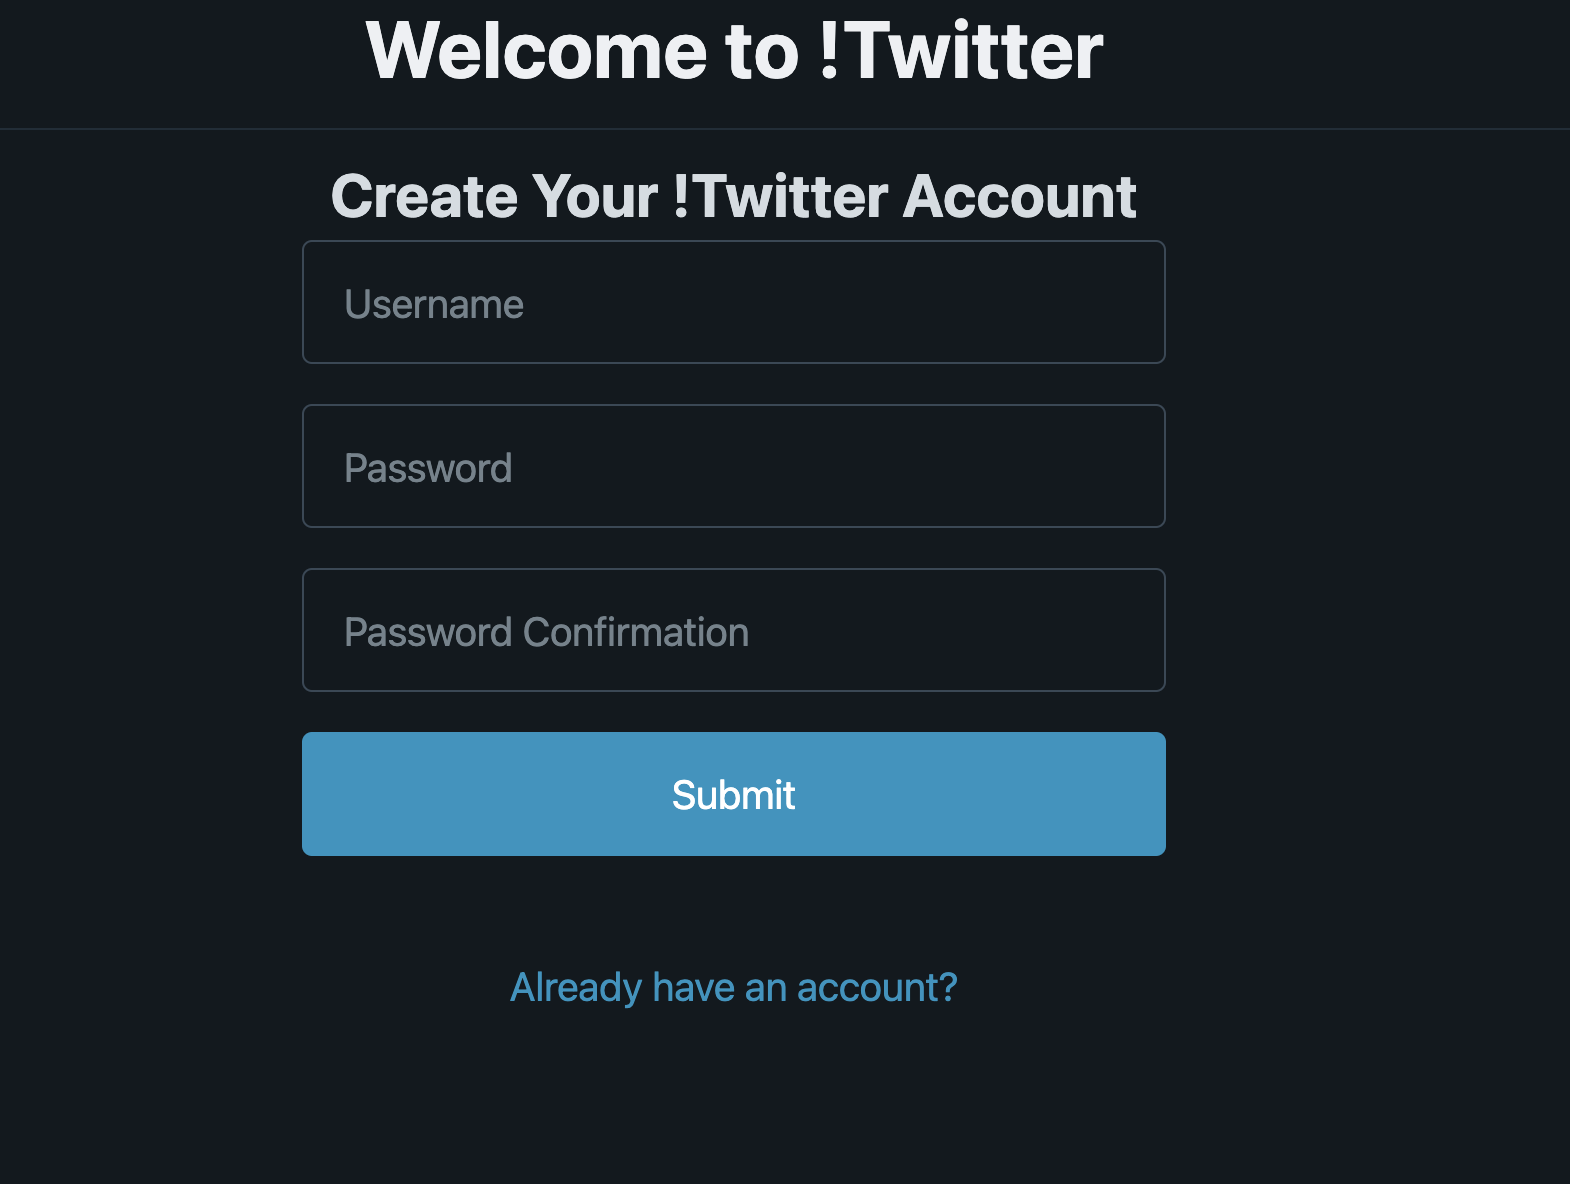 Welcome to !Twitter
Create Your !Twitter Account
Username
Password
Password Confirmation
Submit
Already have an account?